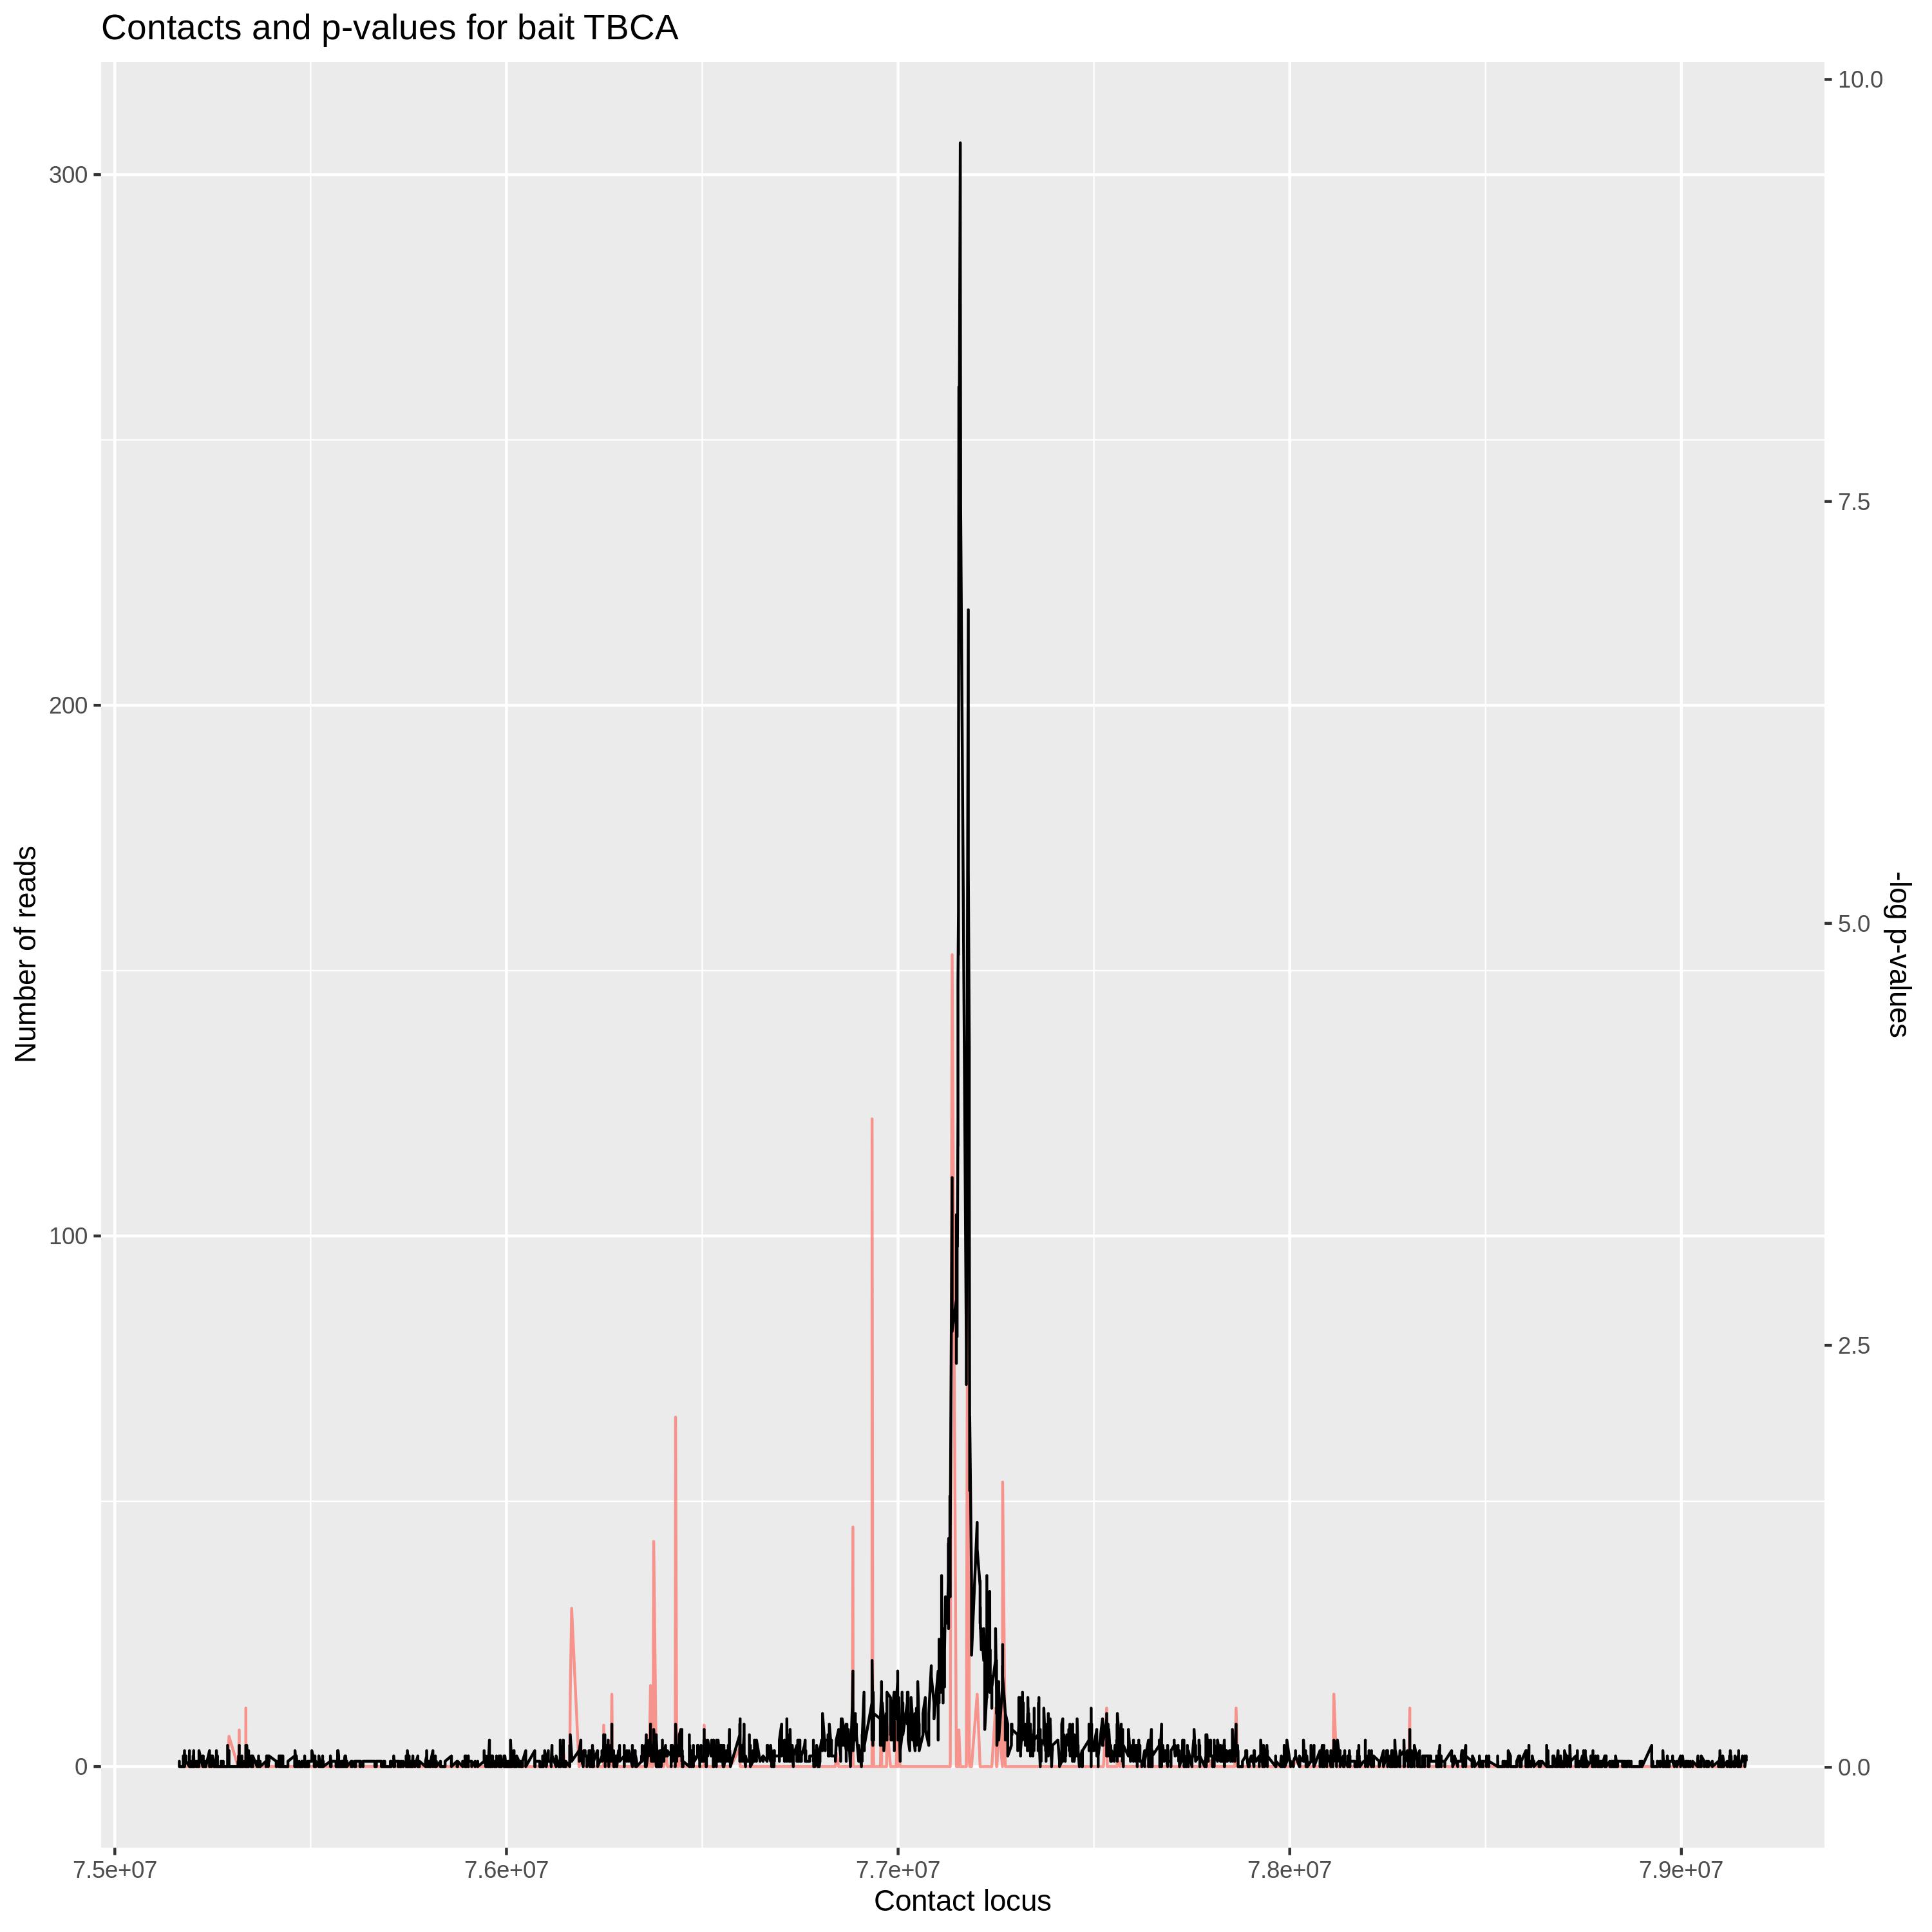 Contacts and p-values for bait TBCA
300
200
100
0
Number of reads
10.0
7.5
5.0
2.5
0.0
-log p-values
7.5e+07
7.6e+07
7.7e+07
7.8e+07
7.9e+07
Contact locus